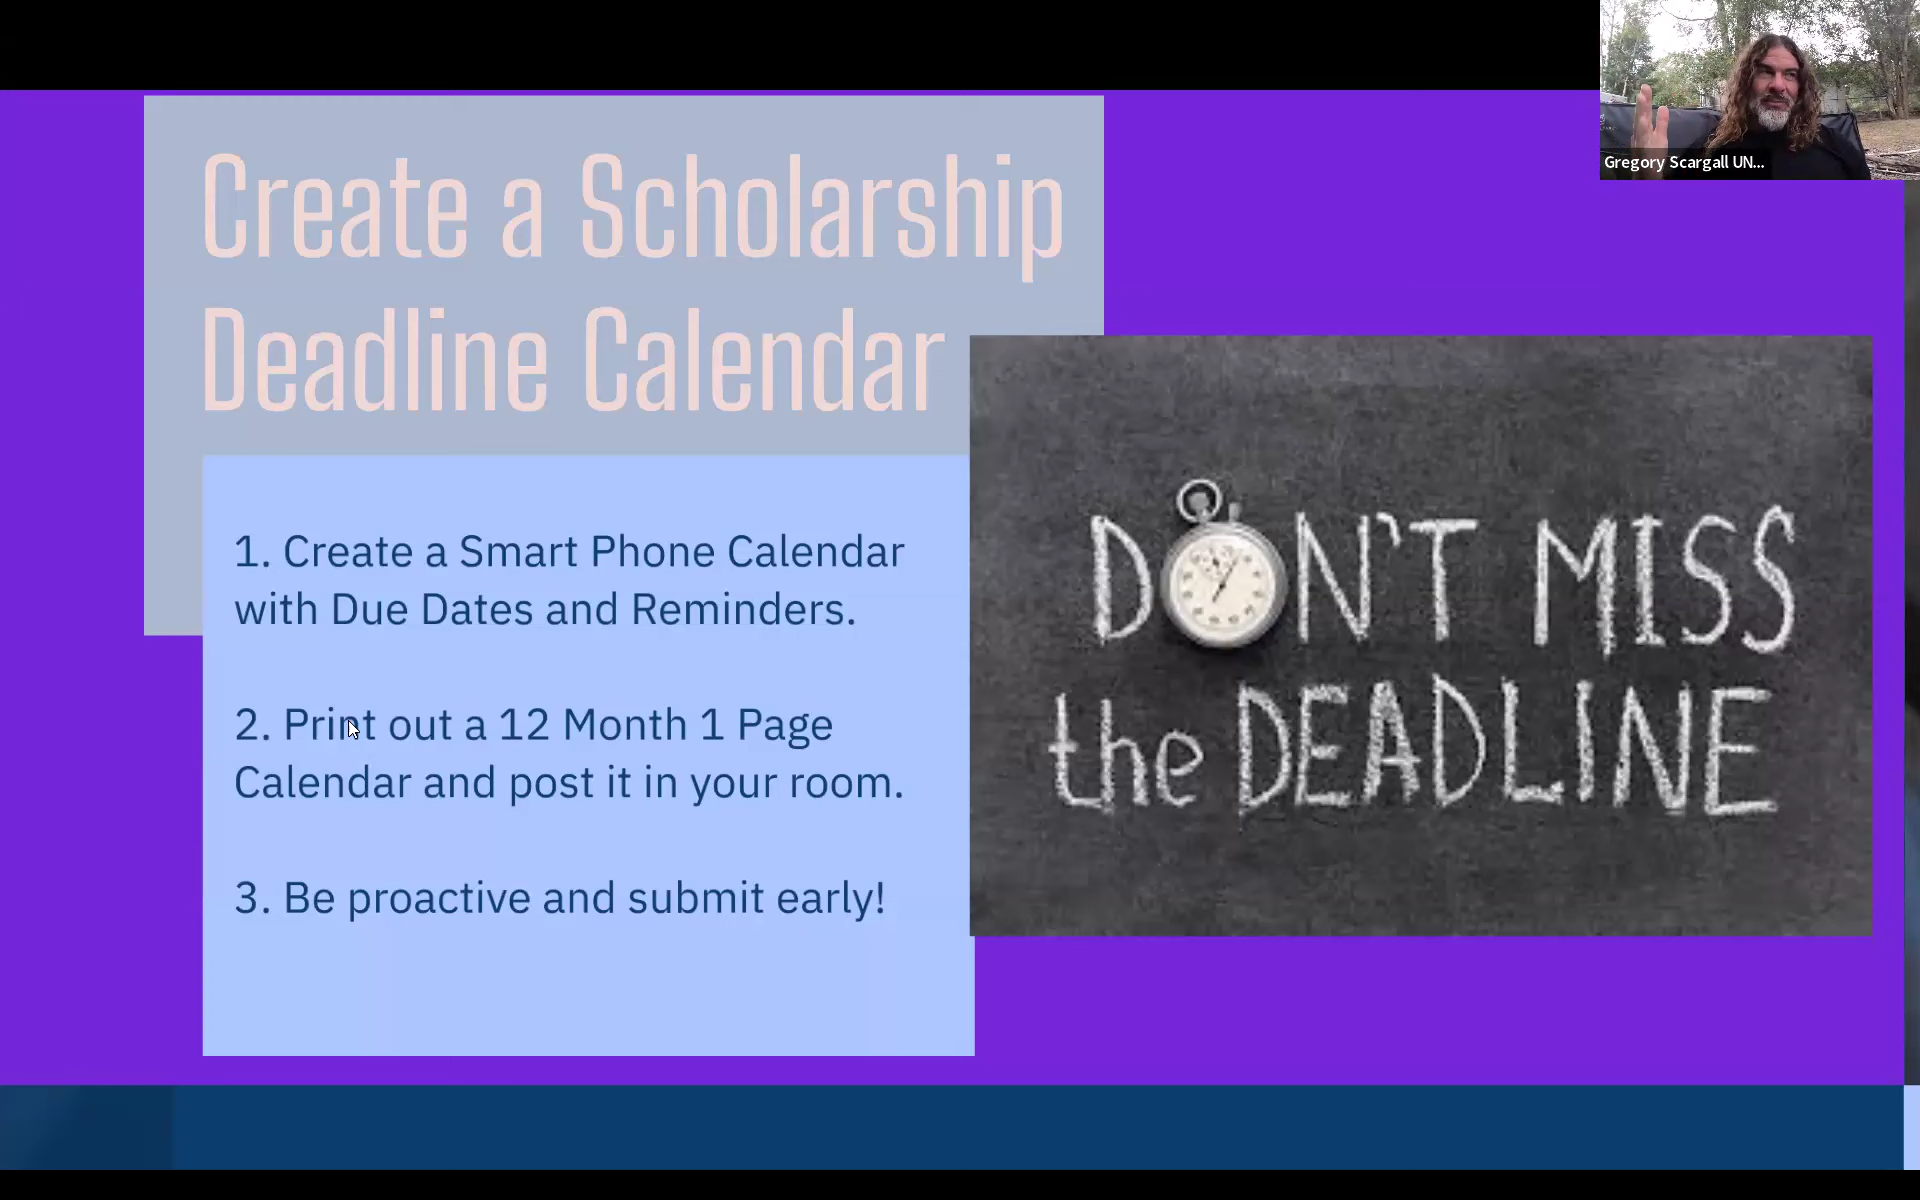 Create a Scholarship
Deadline Calendar
1. Create a Smart Phone Calendar
with Due Dates and Reminders.
2. Print out a 12 Month 1 Page
Calendar and post it in your room.
3. Be proactive and submit early!
DON'T MISS
the DEADLINE
Gregory Scargall UN...